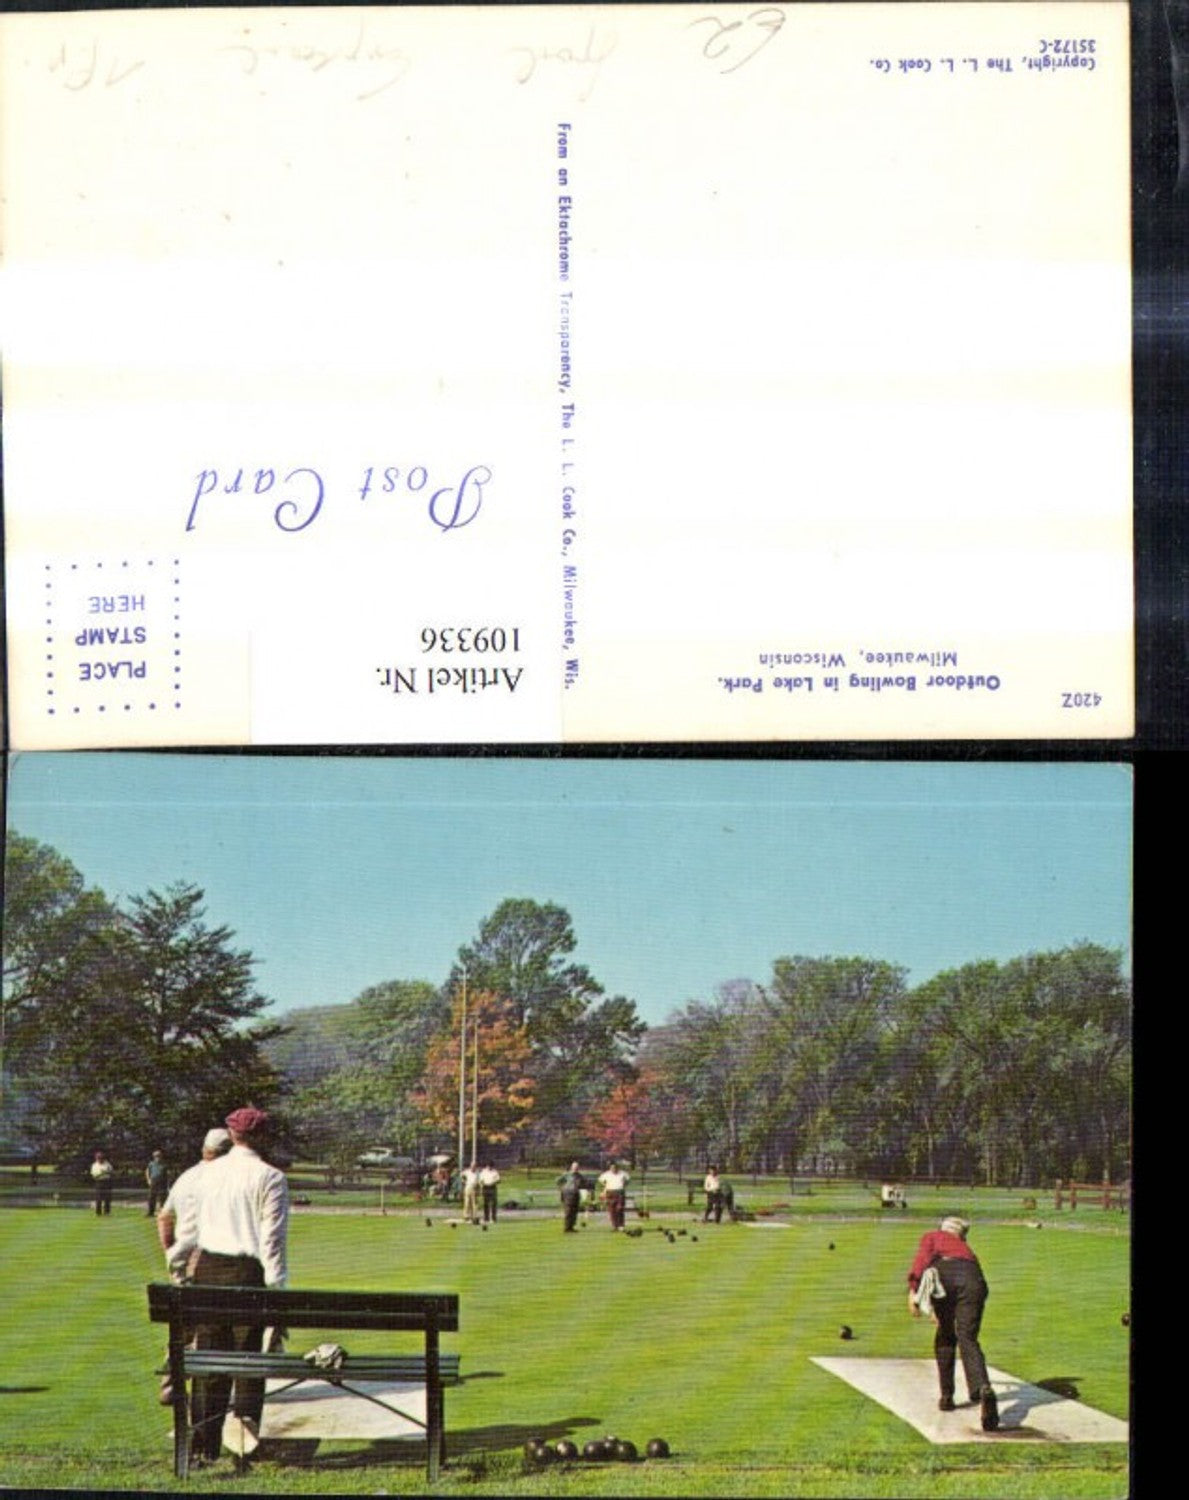 420Z
Outdoor Bowling in Lake Park.
Milwaukee, Wisconsin
Artikel Nr.
109336
PLACE
STAMP
HERE
Post Card
From an Ektachrome Transparency, The L. L. Cook Co., Milwaukee, Wis.
Copyright, The L. L. Cook Co.
35172-C